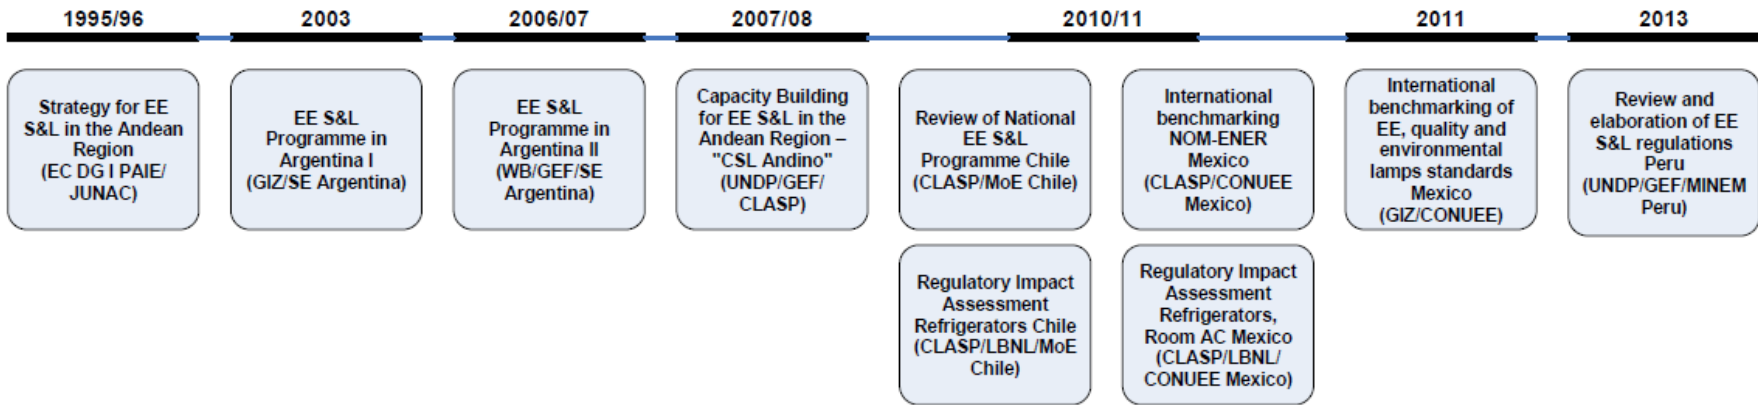 1995/96
2003
2006/07
2007/08
2010/11
2011
2013
Strategy for EE
S&L in the Andean
Region
(EC DG I PAIE/
JUNAC)
EE S&L
Programme in
Argentina I
(GIZ/SE Argentina)
EE S&L
Programme in
Argentina II
(WB/GEF/SE
Argentina)
Capacity Building
for EE S&L in the
Andean Region –
"CSL Andino"
(UNDP/GEF/
CLASP)
Review of National
EE S&L
Programme Chile
(CLASP/MoE Chile)
International
benchmarking
NOM-ENER
Mexico
(CLASP/CONUEE
Mexico)
International
benchmarking of
EE, quality and
environmental
lamps standards
Mexico
(GIZ/CONUEE)
Review and
elaboration of EE
S&L regulations
Peru
(UNDP/GEF/MINEM
Peru)
Regulatory Impact
Assessment
Refrigerators Chile
(CLASP/LBNL/MoE
Chile)
Regulatory Impact
Assessment
Refrigerators,
Room AC Mexico
(CLASP/LBNL/
CONUEE Mexico)